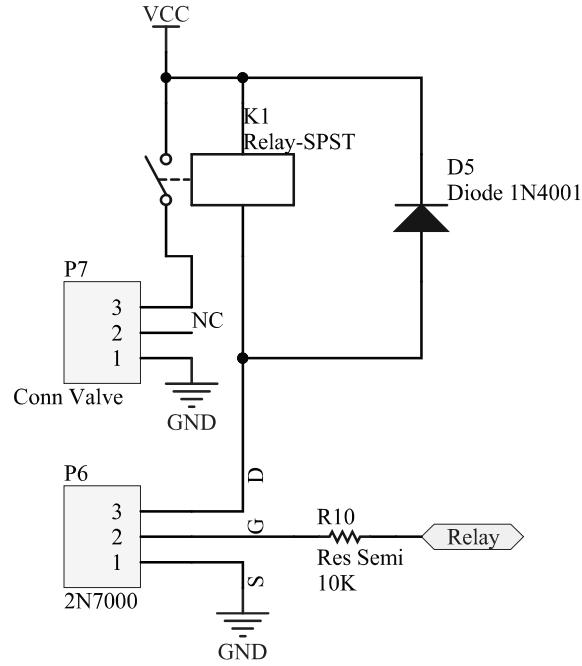 VCC
K1
Relay-SPST
D5
Diode 1N4001
P7
3
2
1
NC
Conn Valve
GND
P6
3
2
1
D
G
S
2N7000
R10
Res Semi
10K
Relay
GND